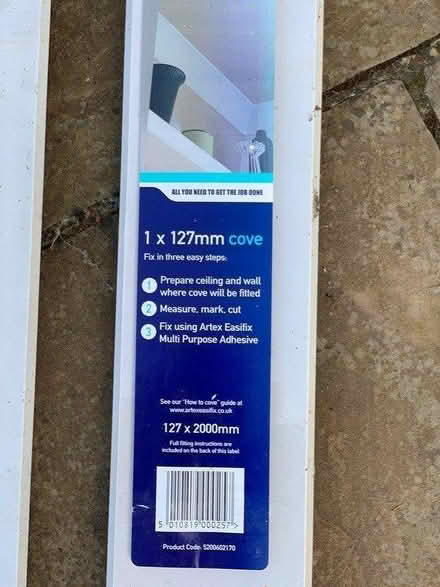 ALL YOU NEED TO GET THE JOB DONE
1 x 127mm cove
Fix in three easy steps:
1 Prepare ceiling and wall
where cove will be fitted
2 Measure, mark, cut
3 Fix using Artex Easifix
Multi Purpose Adhesive
See our "How to cove" guide at
www.artexeasifix.co.uk
127 x 2000mm
Full fitting instructions are
included on the back of this label
5 010819 000257 >
Product Code: 5200602170